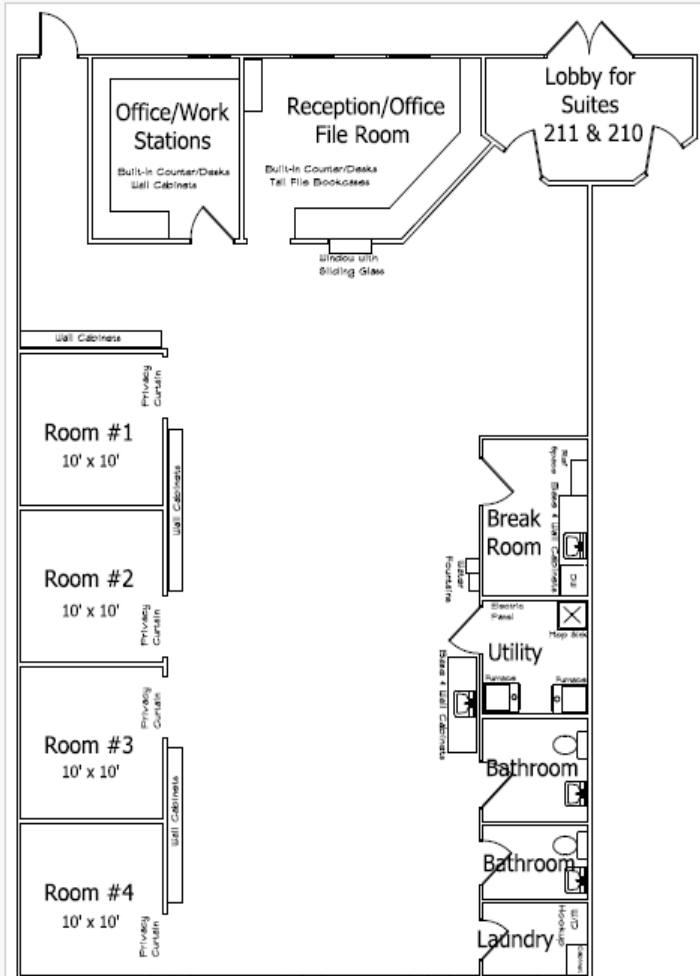 Lobby for
Suites
211 & 210
Office/Work
Stations
Built-in Counter/Desks
Wall Cabinets
Reception/Office
File Room
Built-in Counter/Desks
Tall File Bookcases
Window with
Sliding Glass
Wall Cabinets
Privacy
Curtain
Room #1
10' x 10'
Wall Cabinets
Room #2
10' x 10'
Privacy
Curtain
Privacy
Curtain
Room #3
10' x 10'
Wall Cabinets
Room #4
10' x 10'
Privacy
Curtain
Ref
Space
Base & Wall Cabinets
Break
Room
Water
Fountains
Electric
Panel
Mop Sink
Utility
Furnace
Furnace
Base & Wall Cabinets
Bathroom
Bathroom
Laundry
Hookup